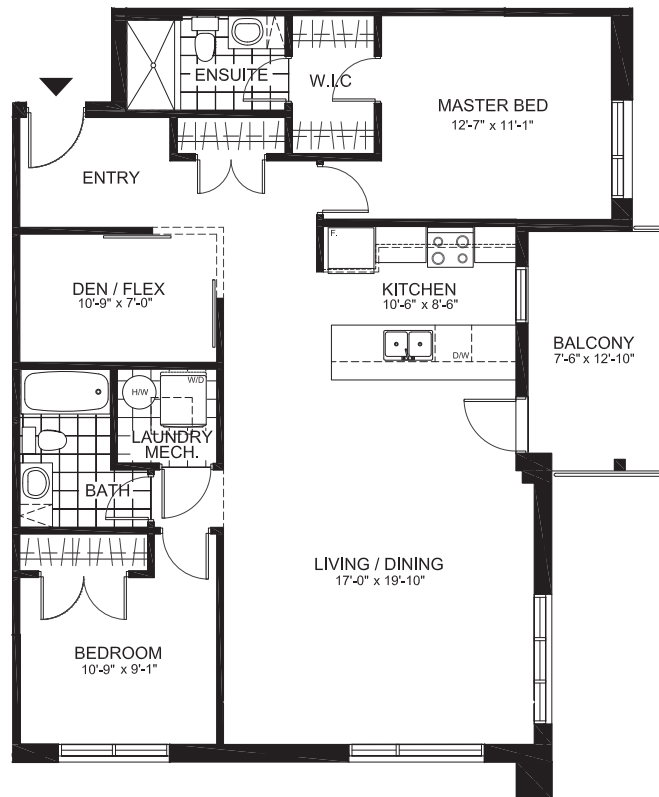 ENSUITE
W.I.C
MASTER BED
12'-7" x 11'-1"
ENTRY
F.
DEN / FLEX
10'-9" x 7'-0"
KITCHEN
10'-6" x 8'-6"
BALCONY
7'-6" x 12'-10"
D/W
W/D
H/W
LAUNDRY
MECH.
BATH
LIVING / DINING
17'-0" x 19'-10"
BEDROOM
10'-9" x 9'-1"